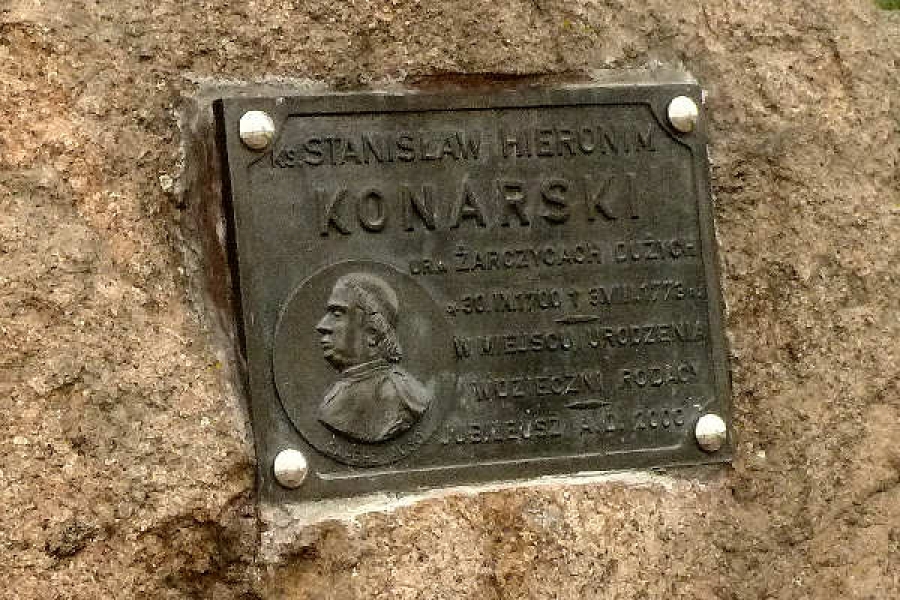 ks. STANISŁAW HIERONIM
KONARSKI
UR. W ŻARCZYCACH DUŻYCH
30.IX.1700 † 3.VIII.1773
W MIEJSCU URODZENIA
WDZIĘCZNI RODACY
JUBILEUSZ A.D. 2000